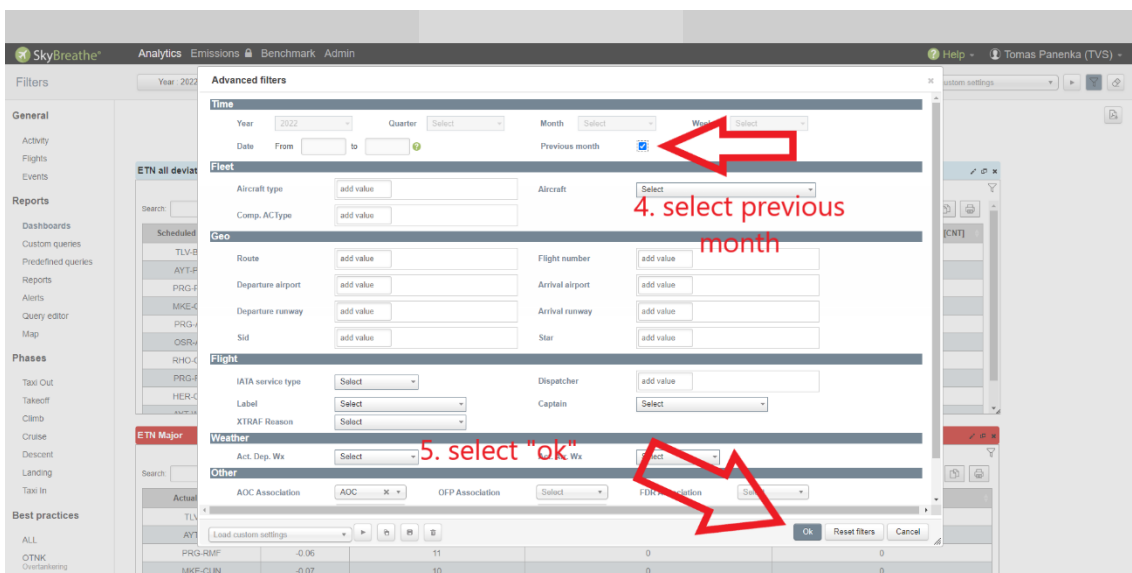 SkyBreathe® Analytics Emissions Benchmark Admin Help Tomas Panenka (TVS)
Filters Year : 2022 custom settings
General
Activity
Flights
Events
Reports
Dashboards
Custom queries
Predefined queries
Reports
Alerts
Query editor
Map
Phases
Taxi Out
Takeoff
Climb
Cruise
Descent
Landing
Taxi In
Best practices
ALL
OTNK
Overtankering
ETN all deviat
Search:
Scheduled [CNT]
TLV-B
AYT-P
PRG-F
MKE-C
PRG-A
OSR-A
RHO-C
PRG-F
HER-C
ETN Major
Search:
Actual
TLV
AYT
PRG-RMF -0.06 11 0 0
MKE-CUN -0.07 10 0 0
Advanced filters
Time
Year 2022 Quarter Select Month Select Week Select
Date From to Previous month
Fleet
Aircraft type add value Aircraft Select
Comp. ACType add value
4. select previous
month
Geo
Route add value Flight number add value
Departure airport add value Arrival airport add value
Departure runway add value Arrival runway add value
Sid add value Star add value
Flight
IATA service type Select Dispatcher add value
Label Select Captain Select
XTRAF Reason Select
Weather
Act. Dep. Wx Select Wx Select
5. select "ok"
Other
AOC Association AOC OFP Association Select FDR Association Select
Load custom settings Ok Reset filters Cancel